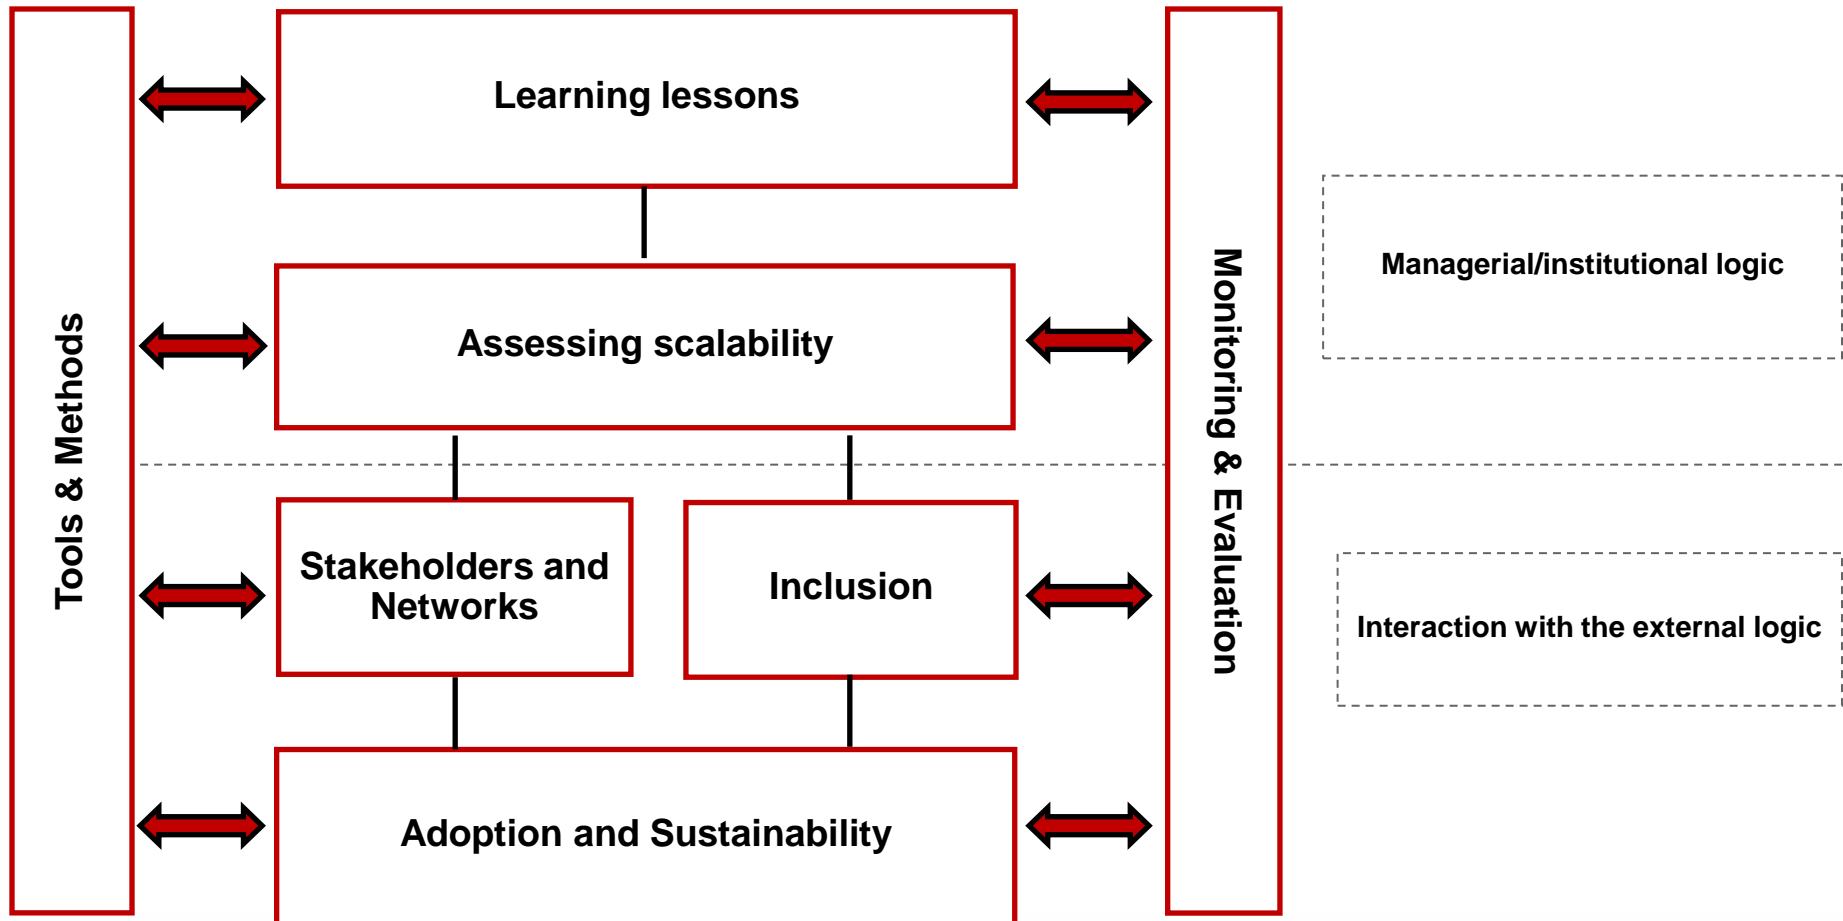 Tools & Methods
Learning lessons
Assessing scalability
Stakeholders and
Networks
Inclusion
Adoption and Sustainability
Monitoring & Evaluation
Managerial/institutional logic
Interaction with the external logic